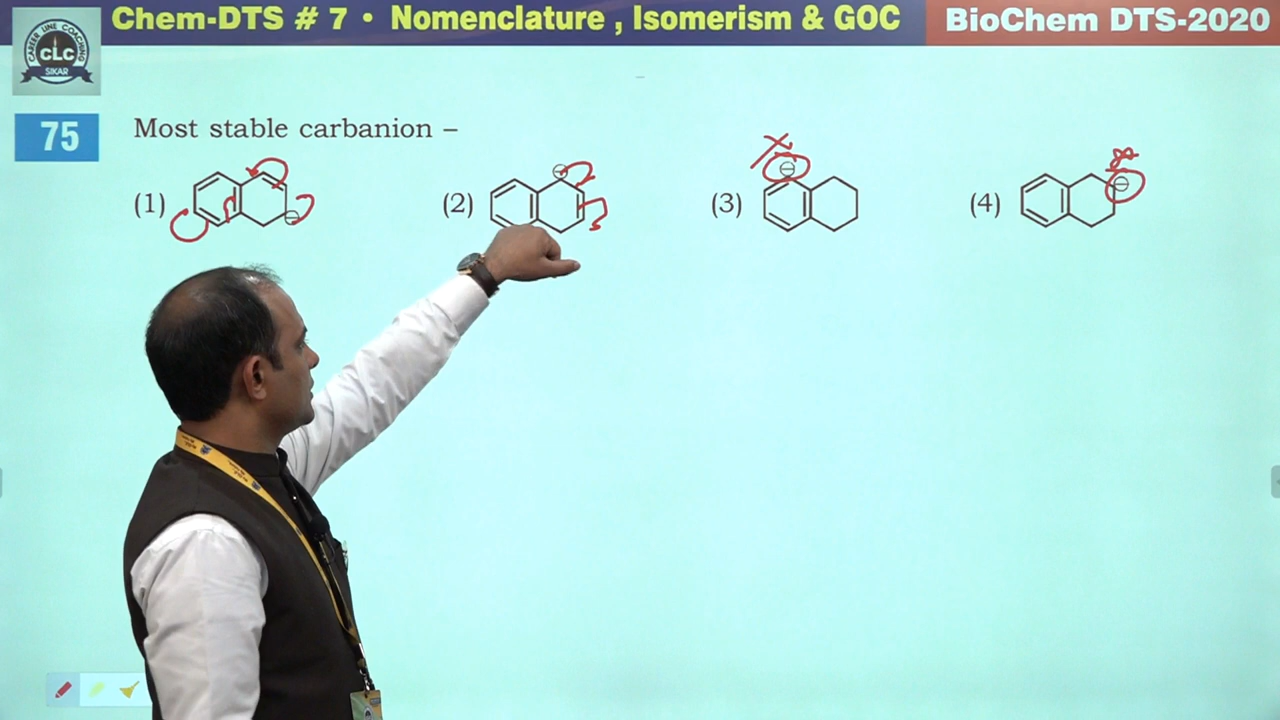 Chem-DTS # 7 • Nomenclature , Isomerism & GOC
BioChem DTS-2020
CAREER LINE COACHING
CLC
SIKAR
75
Most stable carbanion –
(1)
(2)
(3)
(4)